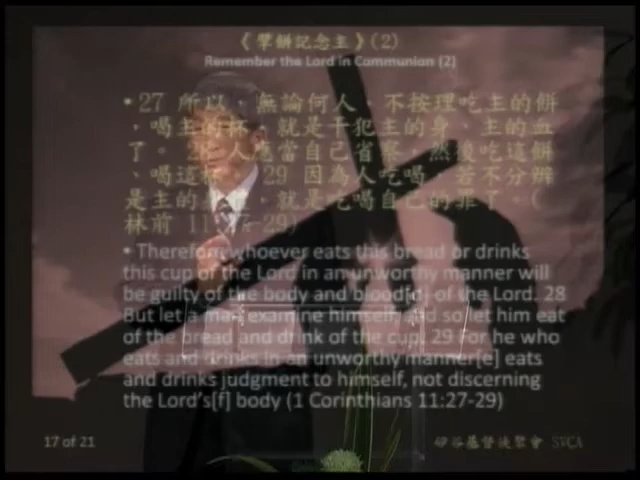 《擘餅記念主》(2)
Remember the Lord in Communion (2)
•27 所以，無論何人，不按理吃主的餅
，喝主的杯，就是干犯主的身、主的血
了。 28 人應當自己省察，然後吃這餅
、喝這杯。 29 因為人吃喝，若不分辨
是主的身體，就是吃喝自己的罪了。(
林前 11:27-29)
• Therefore whoever eats this bread or drinks
this cup of the Lord in an unworthy manner will
be guilty of the body and blood[d] of the Lord. 28
But let a man examine himself, and so let him eat
of the bread and drink of the cup. 29 For he who
eats and drinks in an unworthy manner[e] eats
and drinks judgment to himself, not discerning
the Lord's[f] body (1 Corinthians 11:27-29)
17 of 21
矽谷基督徒聚會 SVCA